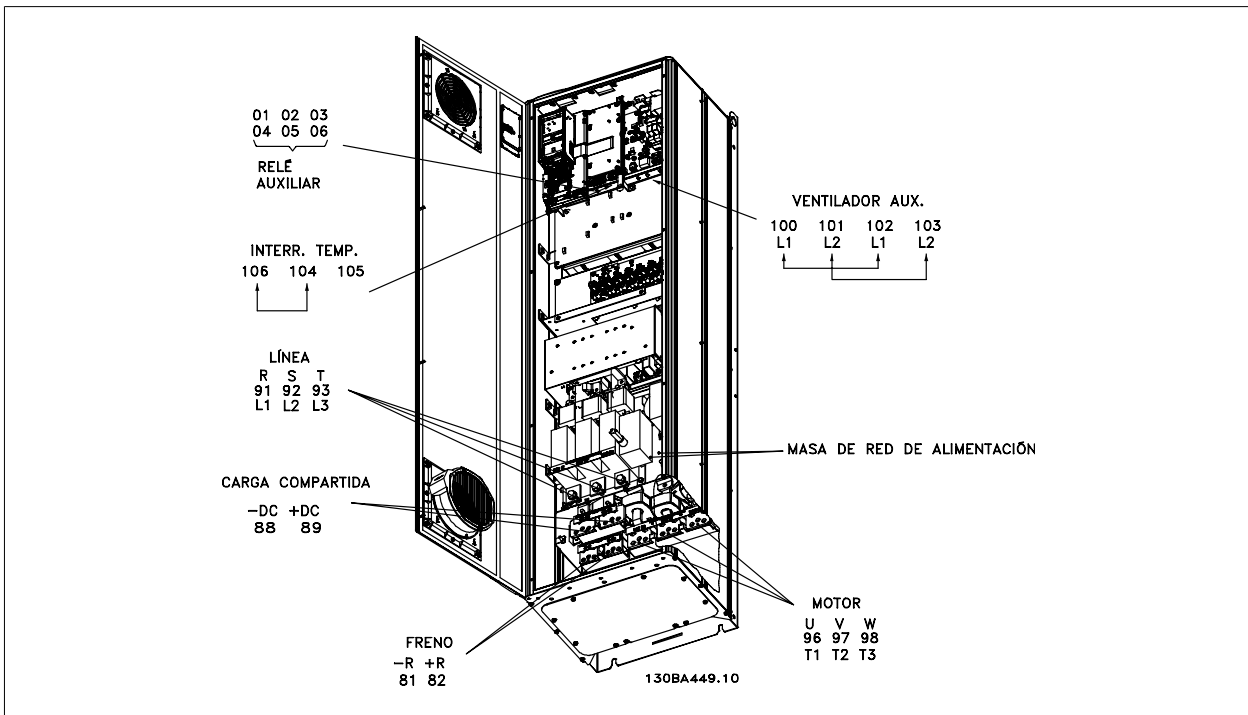 01 02 03
04 05 06
RELÉ
AUXILIAR
VENTILADOR AUX.
100 101 102 103
L1 L2 L1 L2
INTERR. TEMP.
106 104 105
LÍNEA
R S T
91 92 93
L1 L2 L3
MASA DE RED DE ALIMENTACIÓN
CARGA COMPARTIDA
-DC +DC
88 89
MOTOR
U V W
96 97 98
T1 T2 T3
FRENO
-R +R
81 82
130BA449.10